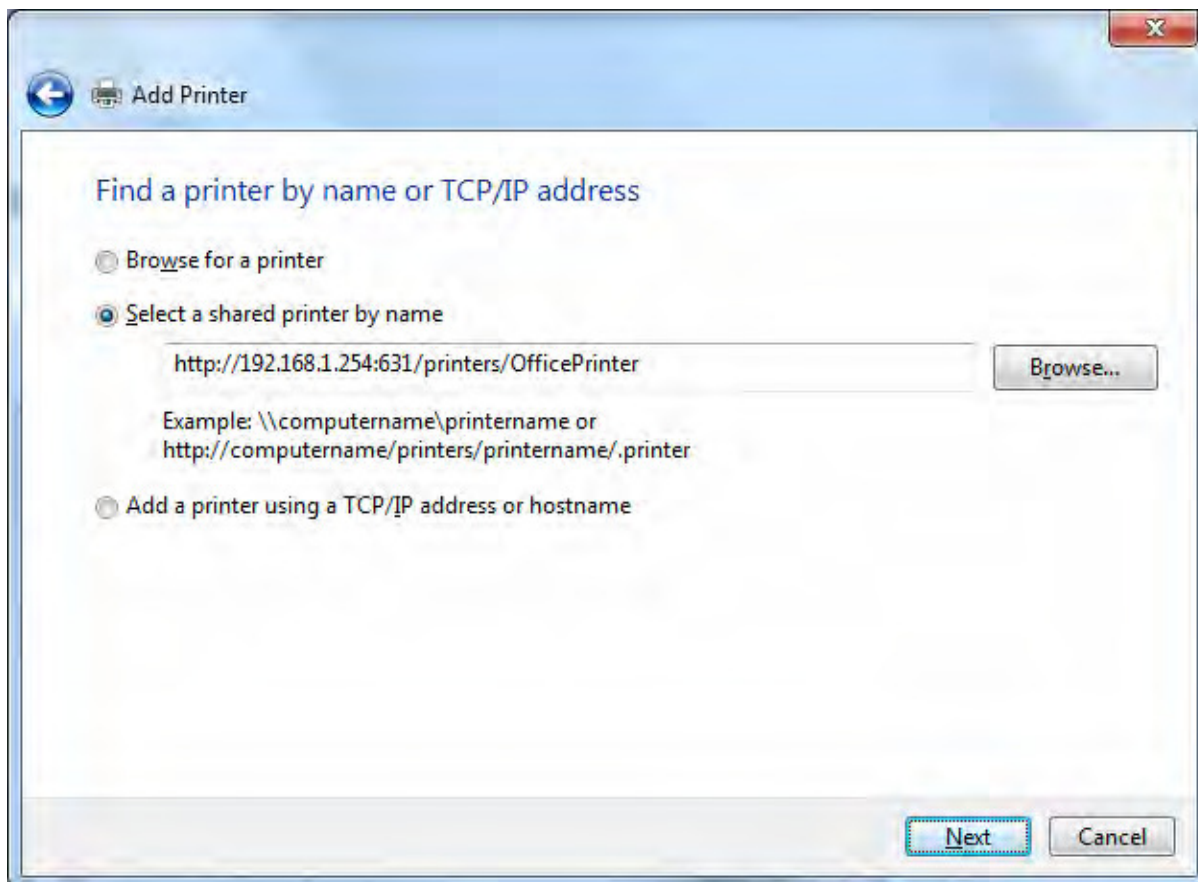 Add Printer
Find a printer by name or TCP/IP address
Browse for a printer
Select a shared printer by name
http://192.168.1.254:631/printers/OfficePrinter
Browse...
Example: \\computername\printername or
http://computername/printers/printername/.printer
Add a printer using a TCP/IP address or hostname
Next
Cancel